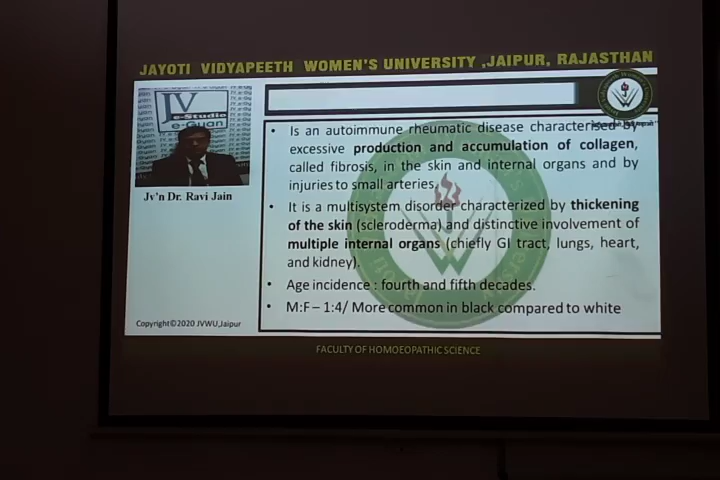 JAYOTI VIDYAPEETH WOMEN'S UNIVERSITY ,JAIPUR, RAJASTHAN
JV
e-Studio
e-Gyan
Jv'n Dr. Ravi Jain
• Is an autoimmune rheumatic disease characterised by
excessive production and accumulation of collagen,
called fibrosis, in the skin and internal organs and by
injuries to small arteries.
• It is a multisystem disorder characterized by thickening
of the skin (scleroderma) and distinctive involvement of
multiple internal organs (chiefly GI tract, lungs, heart,
and kidney).
• Age incidence : fourth and fifth decades.
• M:F – 1:4/ More common in black compared to white
Copyright©2020 JVWU,Jaipur
FACULTY OF HOMOEOPATHIC SCIENCE